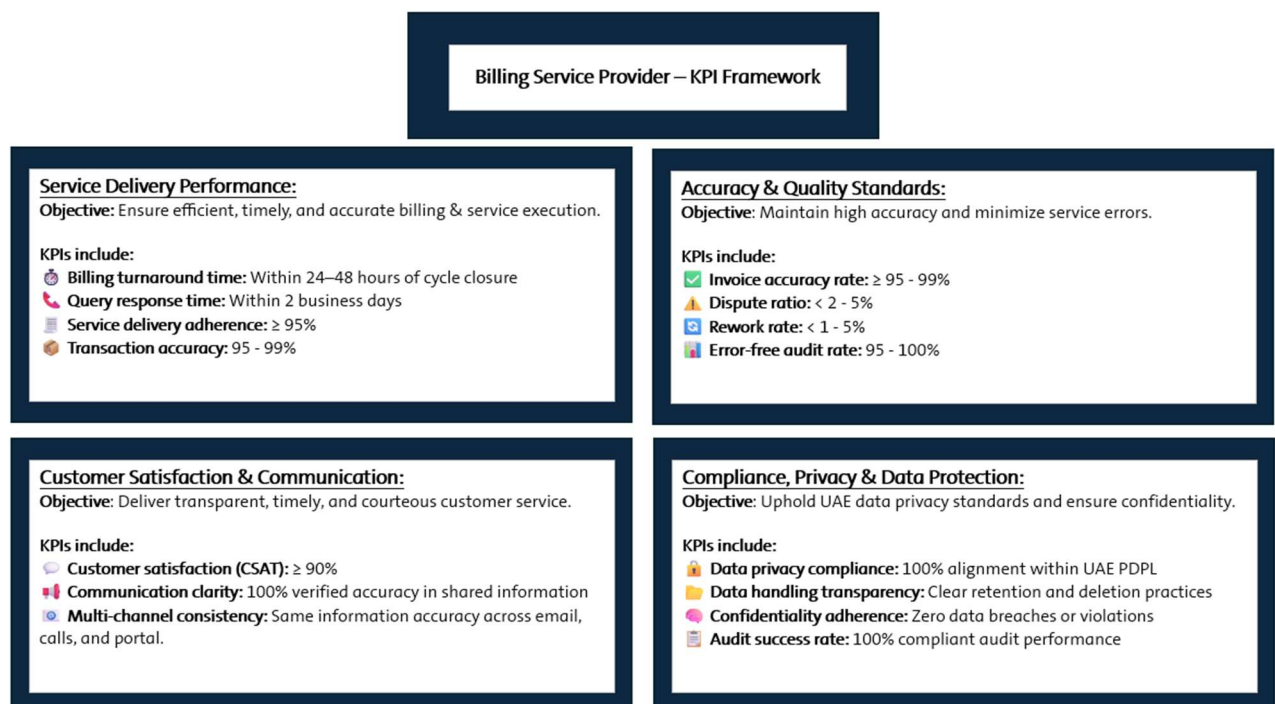 Billing Service Provider – KPI Framework
Service Delivery Performance:
Objective: Ensure efficient, timely, and accurate billing & service execution.
KPIs include:
Billing turnaround time: Within 24–48 hours of cycle closure
Query response time: Within 2 business days
Service delivery adherence: ≥ 95%
Transaction accuracy: 95 - 99%
Accuracy & Quality Standards:
Objective: Maintain high accuracy and minimize service errors.
KPIs include:
Invoice accuracy rate: ≥ 95 - 99%
Dispute ratio: < 2 - 5%
Rework rate: < 1 - 5%
Error-free audit rate: 95 - 100%
Customer Satisfaction & Communication:
Objective: Deliver transparent, timely, and courteous customer service.
KPIs include:
Customer satisfaction (CSAT): ≥ 90%
Communication clarity: 100% verified accuracy in shared information
Multi-channel consistency: Same information accuracy across email,
calls, and portal.
Compliance, Privacy & Data Protection:
Objective: Uphold UAE data privacy standards and ensure confidentiality.
KPIs include:
Data privacy compliance: 100% alignment within UAE PDPL
Data handling transparency: Clear retention and deletion practices
Confidentiality adherence: Zero data breaches or violations
Audit success rate: 100% compliant audit performance